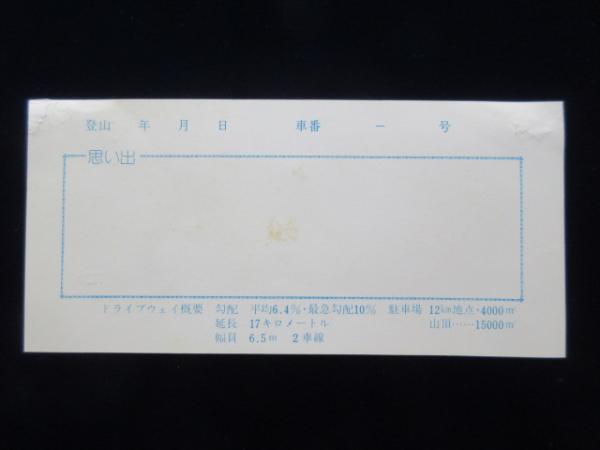 登山　年　月　日　車番　－　号
思い出
ドライブウェイ概要　勾配　平均6.4%・最急勾配10%　駐車場　12km地点・4000㎡
延長　17キロメートル　山頂……15000㎡
幅員　6.5m　2車線